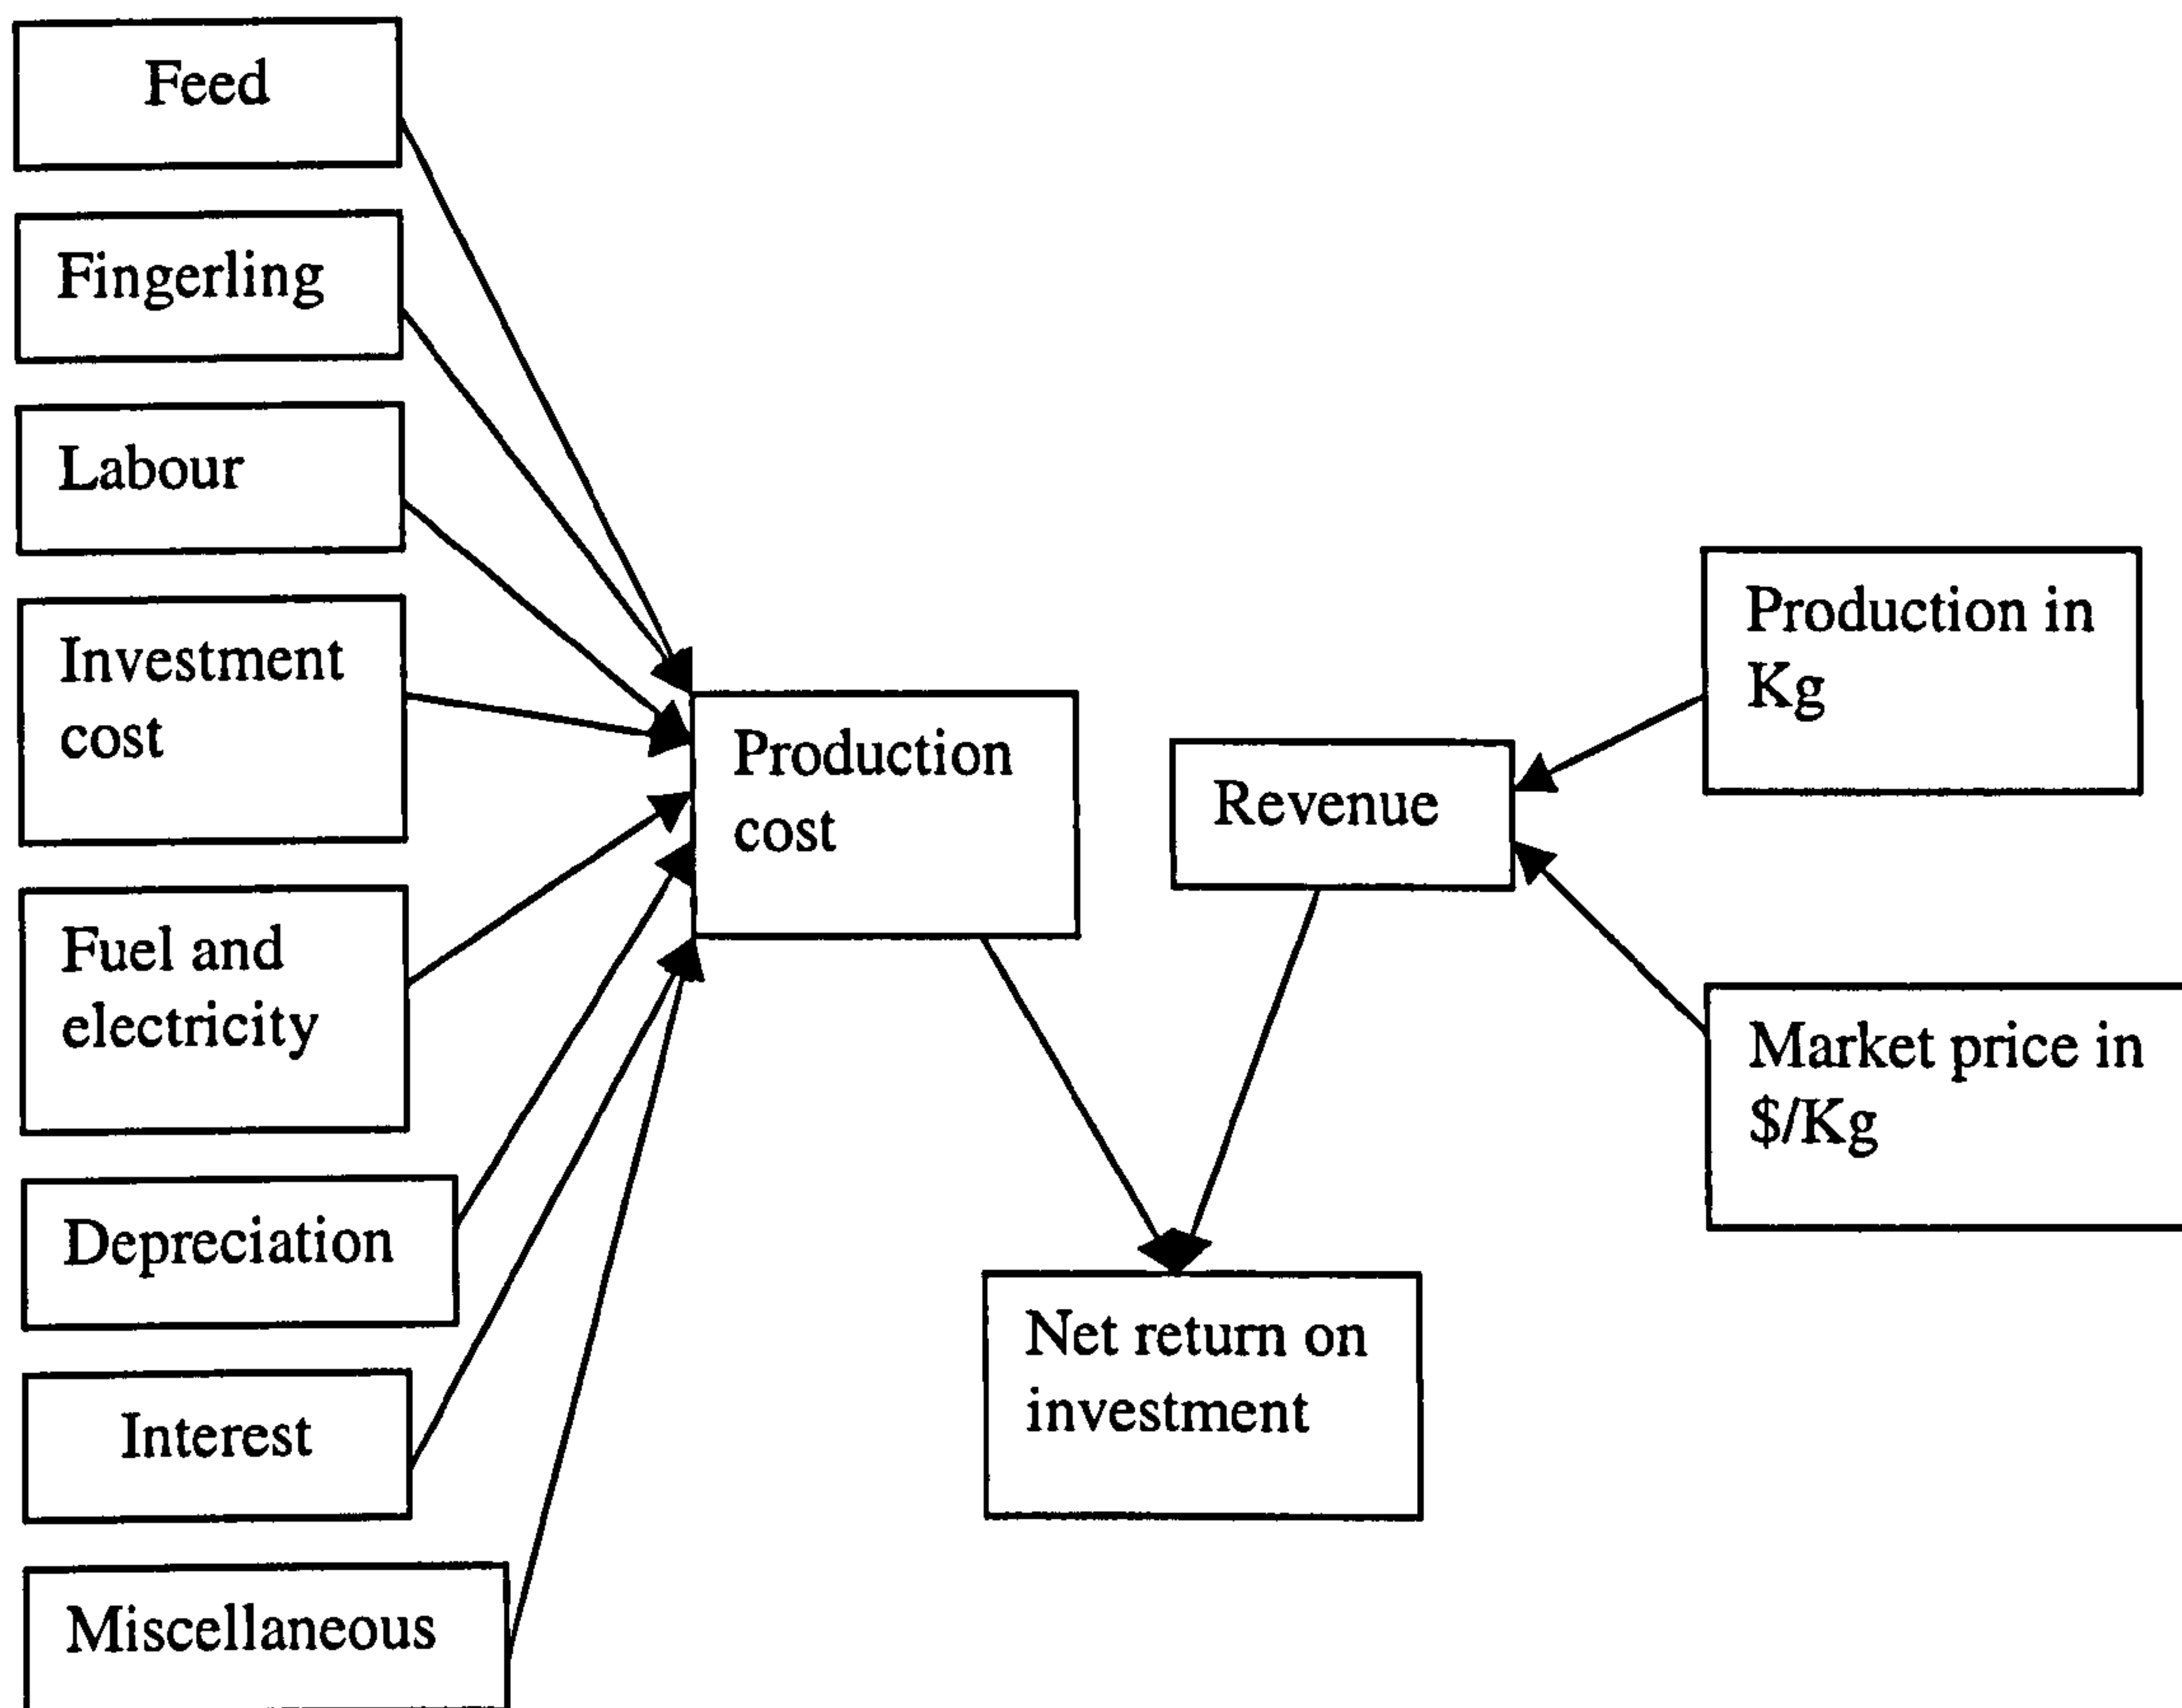 Feed
Fingerling
Labour
Investment
cost
Fuel and
electricity
Depreciation
Interest
Miscellaneous
Production
cost
Revenue
Production in
Kg
Market price in
$/Kg
Net return on
investment